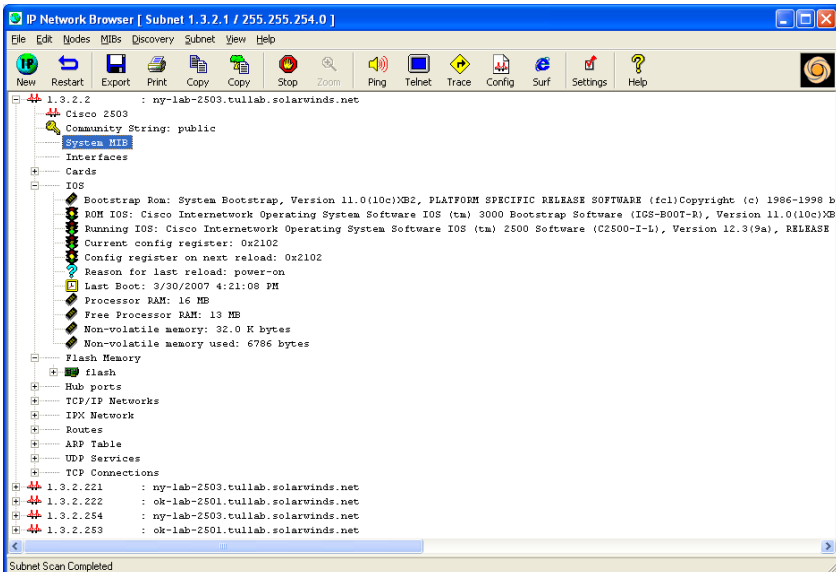 IP Network Browser [ Subnet 1.3.2.1 / 255.255.254.0 ]
File Edit Nodes MIBs Discovery Subnet View Help
IP
New Restart Export Print Copy Copy Stop Zoom Ping Telnet Trace Config Surf Settings Help
1.3.2.2 : ny-lab-2503.tullab.solarwinds.net
Cisco 2503
Community String: public
System MIB
Interfaces
Cards
IOS
Bootstrap Rom: System Bootstrap, Version 11.0(10c)XB2, PLATFORM SPECIFIC RELEASE SOFTWARE (fc1)Copyright (c) 1986-1998 b
ROM IOS: Cisco Internetwork Operating System Software IOS (tm) 3000 Bootstrap Software (IGS-BOOT-R), Version 11.0(10c)XB
Running IOS: Cisco Internetwork Operating System Software IOS (tm) 2500 Software (C2500-I-L), Version 12.3(9a), RELEASE
Current config register: 0x2102
Config register on next reload: 0x2102
Reason for last reload: power-on
Last Boot: 3/30/2007 4:21:08 PM
Processor RAM: 16 MB
Free Processor RAM: 13 MB
Non-volatile memory: 32.0 K bytes
Non-volatile memory used: 6786 bytes
Flash Memory
flash
Hub ports
TCP/IP Networks
IPX Network
Routes
ARP Table
UDP Services
TCP Connections
1.3.2.221 : ny-lab-2503.tullab.solarwinds.net
1.3.2.222 : ok-lab-2501.tullab.solarwinds.net
1.3.2.254 : ny-lab-2503.tullab.solarwinds.net
1.3.2.253 : ok-lab-2501.tullab.solarwinds.net
Subnet Scan Completed